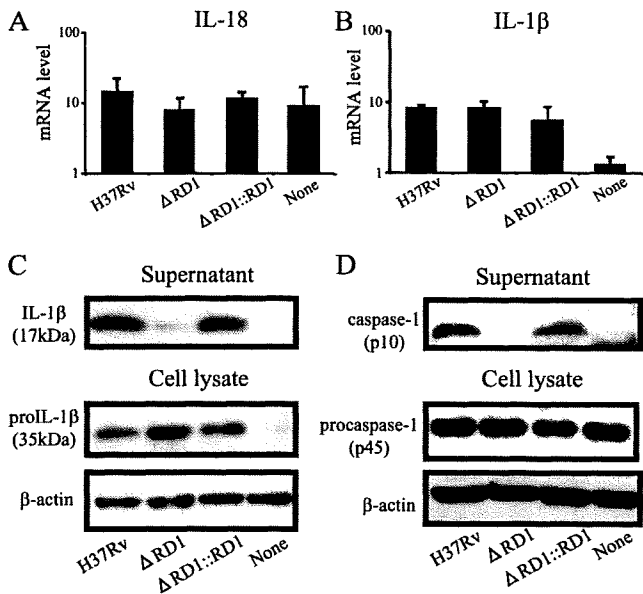 A
IL-18
mRNA level
100
10
1
H37Rv
ΔRD1
ΔRD1::RD1
None
B
IL-1β
mRNA level
100
10
1
H37Rv
ΔRD1
ΔRD1::RD1
None
C
Supernatant
IL-1β
(17kDa)
Cell lysate
proIL-1β
(35kDa)
β-actin
H37Rv
ΔRD1
ΔRD1::RD1
None
D
Supernatant
caspase-1
(p10)
Cell lysate
procaspase-1
(p45)
β-actin
H37Rv
ΔRD1
ΔRD1::RD1
None